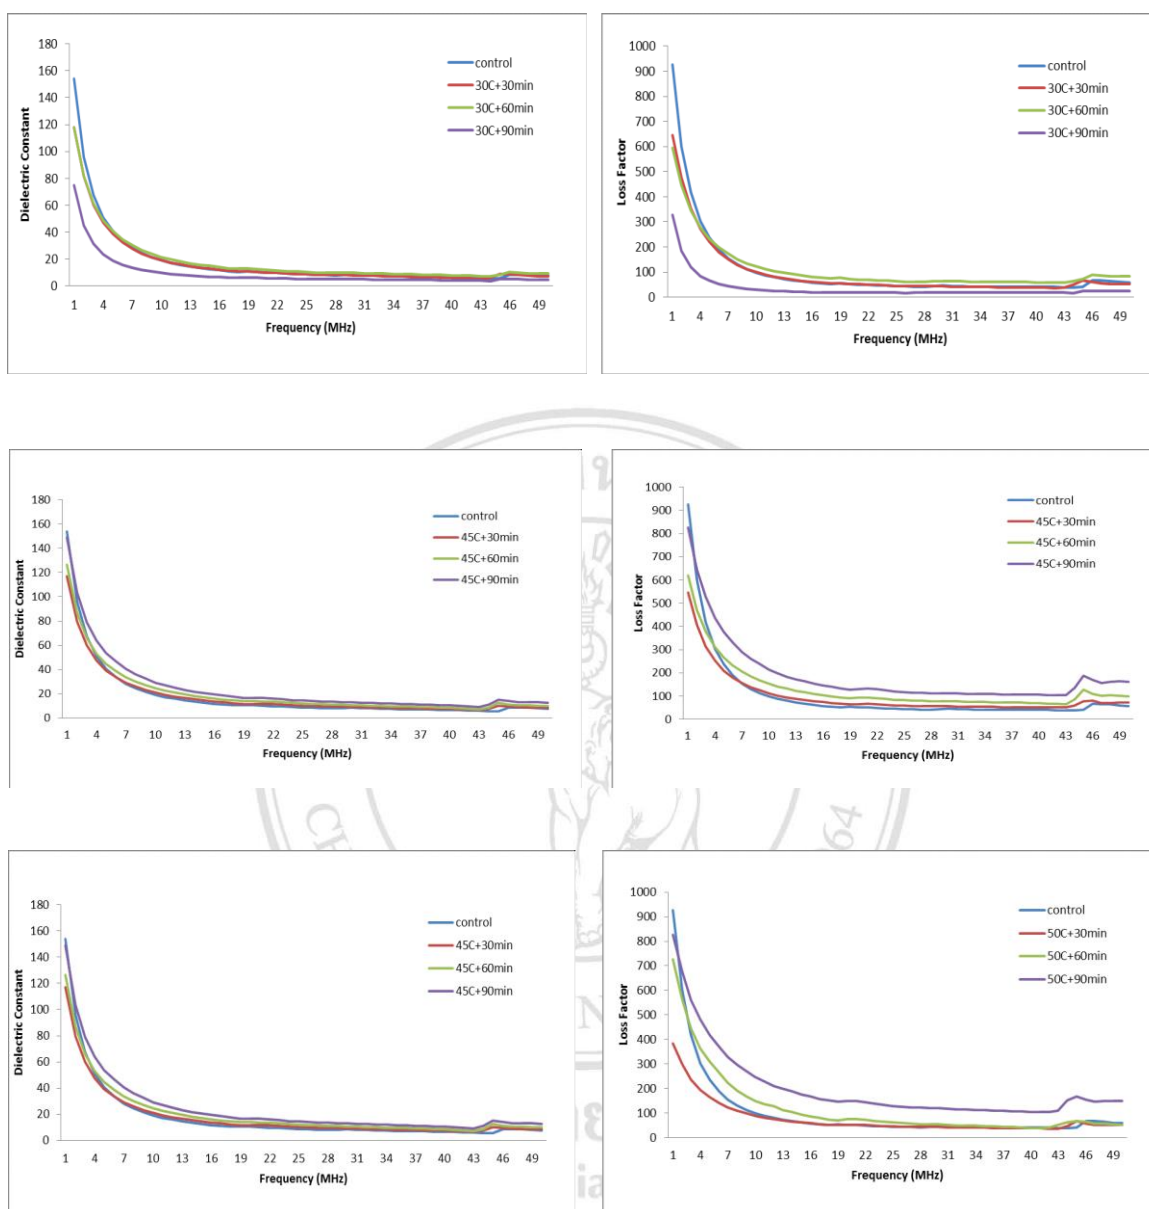 180
160
140
120
100
80
60
40
20
0
Dielectric Constant
control
30C+30min
30C+60min
30C+90min
1 4 7 10 13 16 19 22 25 28 31 34 37 40 43 46 49
Frequency (MHz)
1000
900
800
700
600
500
400
300
200
100
0
Loss Factor
control
30C+30min
30C+60min
30C+90min
1 4 7 10 13 16 19 22 25 28 31 34 37 40 43 46 49
Frequency (MHz)
180
160
140
120
100
80
60
40
20
0
Dielectric Constant
control
45C+30min
45C+60min
45C+90min
1 4 7 10 13 16 19 22 25 28 31 34 37 40 43 46 49
Frequency (MHz)
1000
900
800
700
600
500
400
300
200
100
0
Loss Factor
control
45C+30min
45C+60min
45C+90min
1 4 7 10 13 16 19 22 25 28 31 34 37 40 43 46 49
Frequency (MHz)
180
160
140
120
100
80
60
40
20
0
Dielectric Constant
control
45C+30min
45C+60min
45C+90min
1 4 7 10 13 16 19 22 25 28 31 34 37 40 43 46 49
Frequency (MHz)
1000
900
800
700
600
500
400
300
200
100
0
Loss Factor
control
50C+30min
50C+60min
50C+90min
1 4 7 10 13 16 19 22 25 28 31 34 37 40 43 46 49
Frequency (MHz)